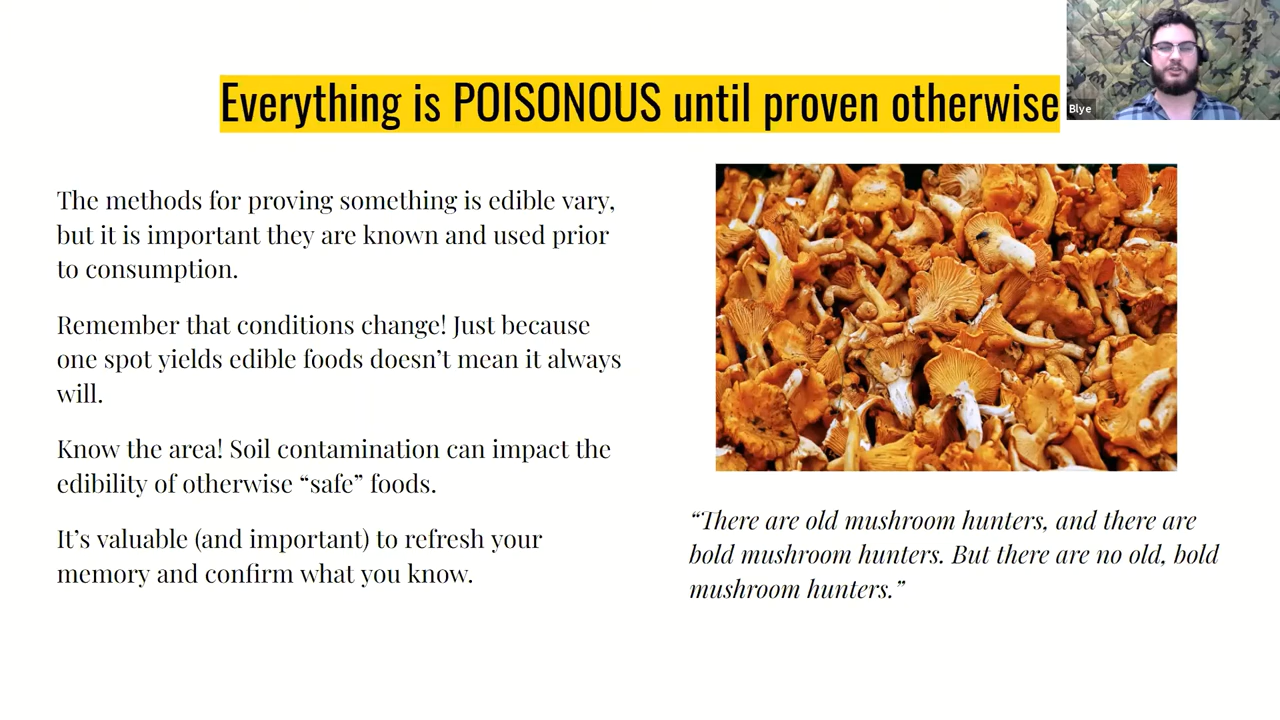 Everything is POISONOUS until proven otherwise
Blye
The methods for proving something is edible vary,
but it is important they are known and used prior
to consumption.
Remember that conditions change! Just because
one spot yields edible foods doesn’t mean it always
will.
Know the area! Soil contamination can impact the
edibility of otherwise “safe” foods.
It’s valuable (and important) to refresh your
memory and confirm what you know.
“There are old mushroom hunters, and there are
bold mushroom hunters. But there are no old, bold
mushroom hunters.”